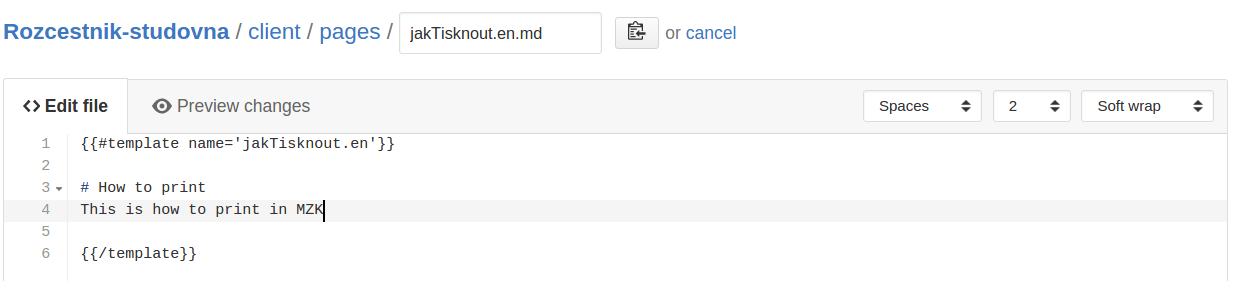 Rozcestnik-studovna / client / pages / jakTisknout.en.md or cancel
Edit file Preview changes Spaces 2 Soft wrap
1 {{#template name='jakTisknout.en'}}
2
3 # How to print
4 This is how to print in MZK
5
6 {{/template}}